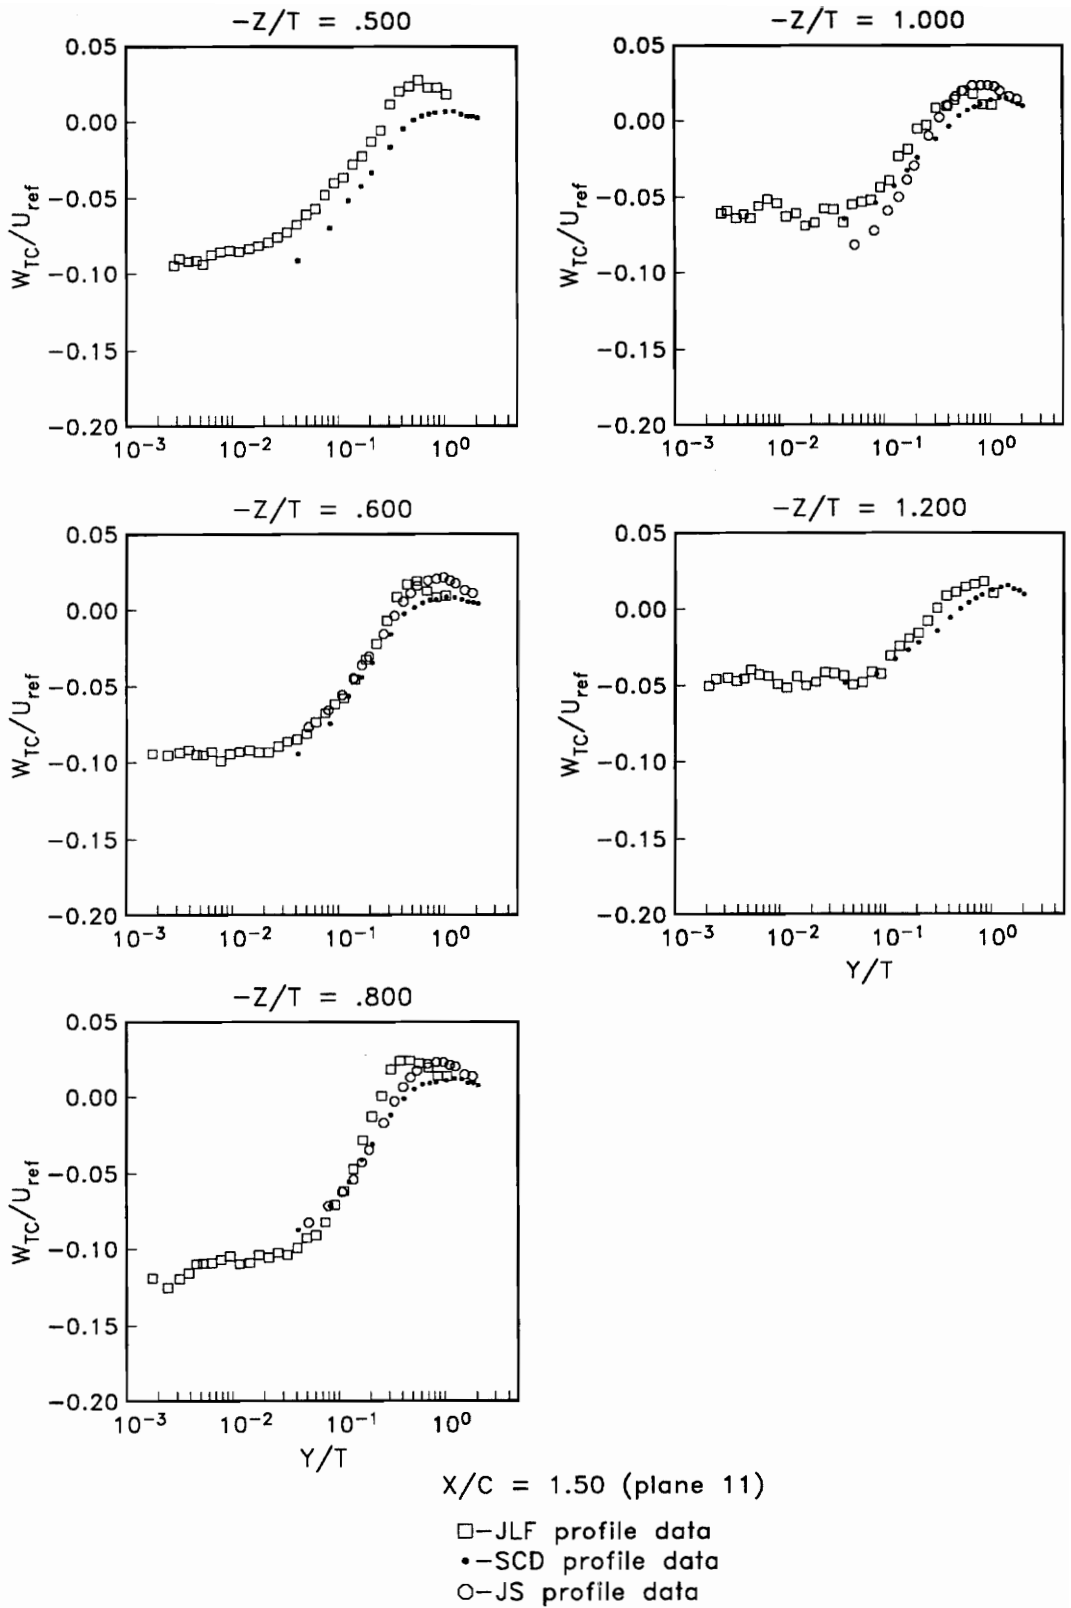 -Z/T = .500
0.05
0.00
-0.05
-0.10
-0.15
-0.20
W_TC/U_ref
10^-3 10^-2 10^-1 10^0
-Z/T = 1.000
0.05
0.00
-0.05
-0.10
-0.15
-0.20
W_TC/U_ref
10^-3 10^-2 10^-1 10^0
-Z/T = .600
0.05
0.00
-0.05
-0.10
-0.15
-0.20
W_TC/U_ref
10^-3 10^-2 10^-1 10^0
-Z/T = 1.200
0.05
0.00
-0.05
-0.10
-0.15
-0.20
W_TC/U_ref
10^-3 10^-2 10^-1 10^0
Y/T
-Z/T = .800
0.05
0.00
-0.05
-0.10
-0.15
-0.20
W_TC/U_ref
10^-3 10^-2 10^-1 10^0
Y/T
X/C = 1.50 (plane 11)
□-JLF profile data
•-SCD profile data
○-JS profile data